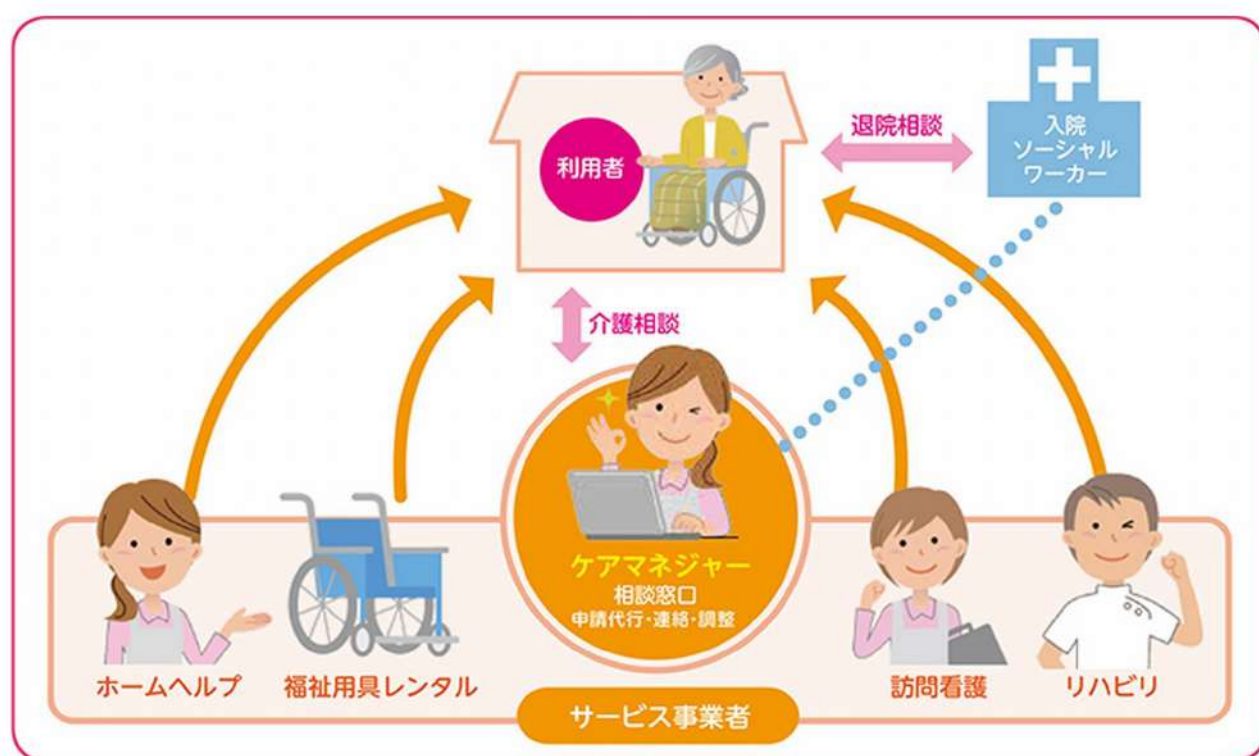 利用者
退院相談
入院
ソーシャル
ワーカー
介護相談
ケアマネジャー
相談窓口
申請代行・連絡・調整
ホームヘルプ
福祉用具レンタル
訪問看護
リハビリ
サービス事業者